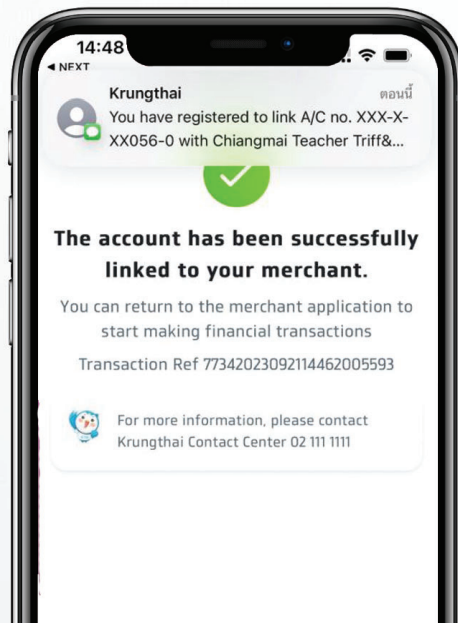 14:48
◀ NEXT
Krungthai
ตอนนี้
You have registered to link A/C no. XXX-X-
XX056-0 with Chiangmai Teacher Triff&...
The account has been successfully
linked to your merchant.
You can return to the merchant application to
start making financial transactions
Transaction Ref 77342023092114462005593
For more information, please contact
Krungthai Contact Center 02 111 1111